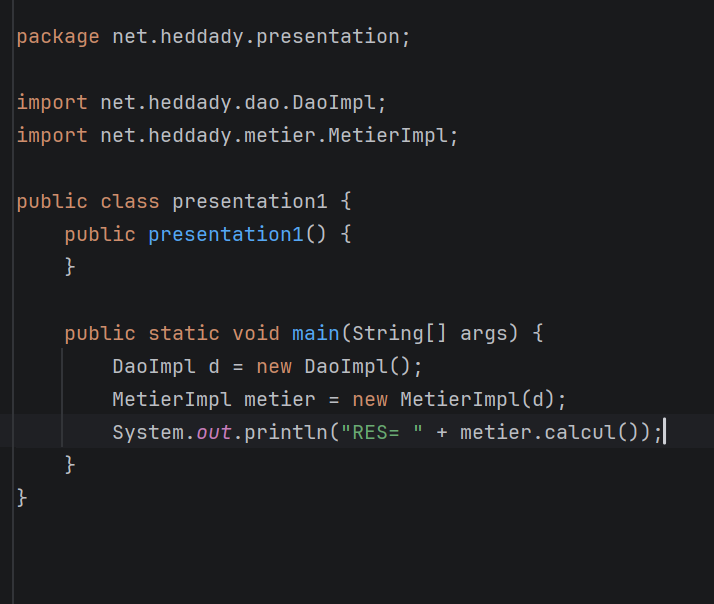 package net.heddady.presentation;
import net.heddady.dao.DaoImpl;
import net.heddady.metier.MetierImpl;
public class presentation1 {
    public presentation1() {
    }
    public static void main(String[] args) {
        DaoImpl d = new DaoImpl();
        MetierImpl metier = new MetierImpl(d);
        System.out.println("RES= " + metier.calcul());
    }
}